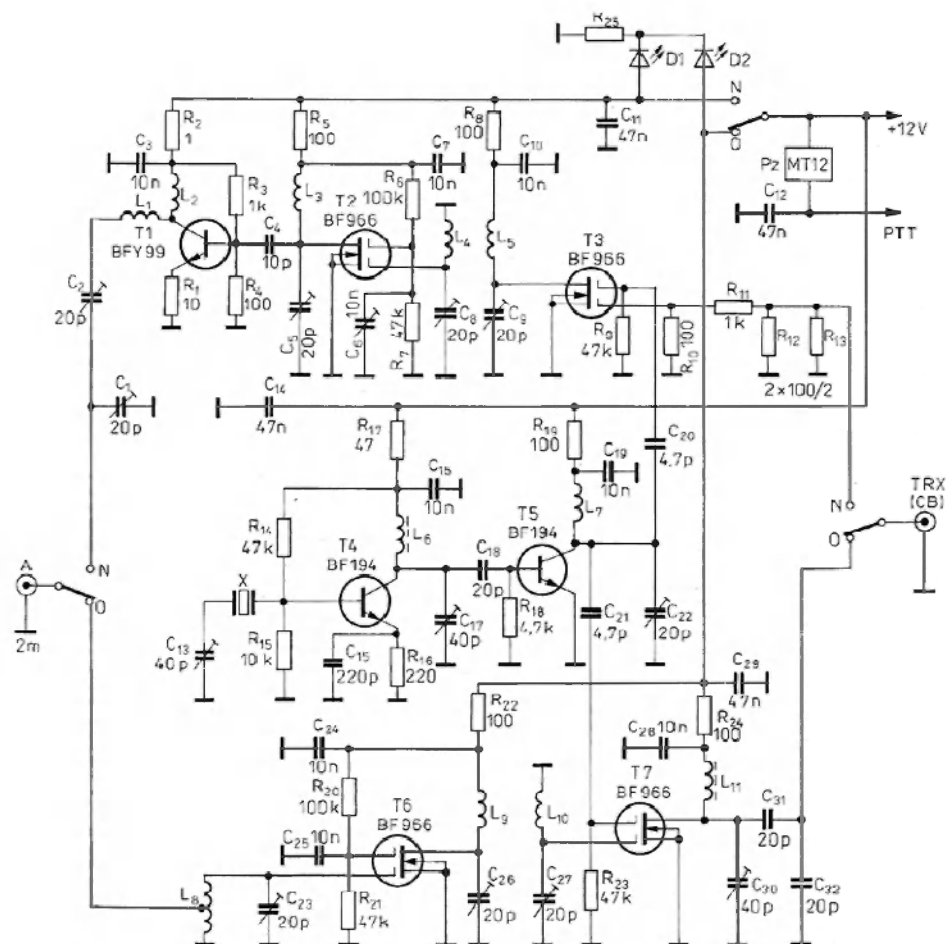 R25
D1
D2
N
O
+12V
Pz
MT12
C12
47n
PTT
R2
1
R5
100
R8
100
C11
47n
C3
10n
L1
L2
R3
1k
L3
C7
10n
C10
10n
T1
BFY99
C4
10p
T2
BF966
R6
100k
L4
L5
T3
BF966
C2
20p
R1
10
R4
100
C5
20p
10n
C6
47k
R7
C8
20p
C9
20p
R9
47k
100
R10
R11
1k
R12
R13
2×100/2
20p
C14
47n
R17
47
R19
100
C20
4,7p
C15
10n
C19
10n
R14
47k
L6
L7
T5
BF194
TRX
(CB)
N
O
T4
BF194
C18
20p
A
2m
N
O
X
C13
40p
R15
10k
C15
220p
R16
220
C17
40p
R18
4,7k
C21
4,7p
C22
20p
C29
47n
R22
100
R24
100
C24
10n
C28
10n
R20
100k
T6
BF966
L9
L10
T7
BF966
L11
C31
20p
C25
10n
L8
C23
20p
R21
47k
C26
20p
C27
20p
R23
47k
C30
40p
C32
20p